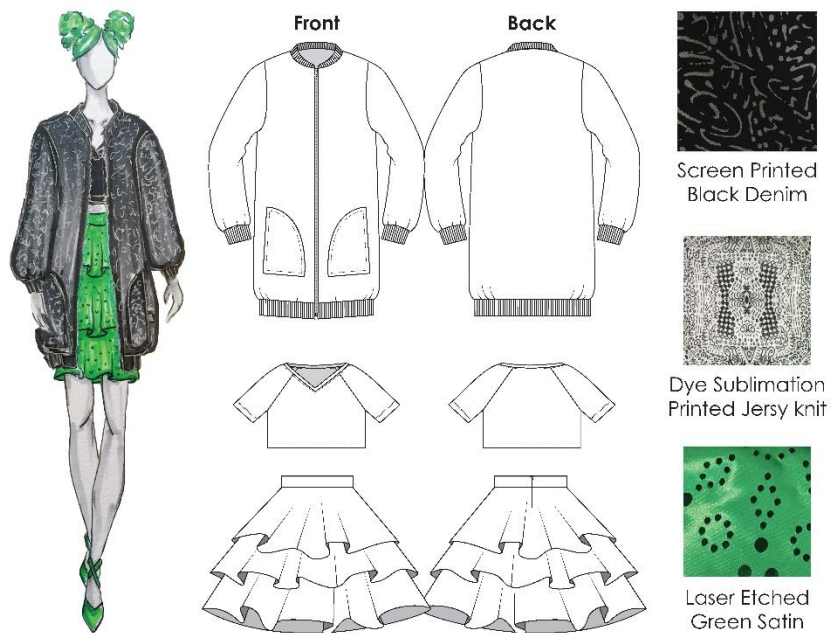 Front
Back
Screen Printed
Black Denim
Dye Sublimation
Printed Jersy knit
Laser Etched
Green Satin